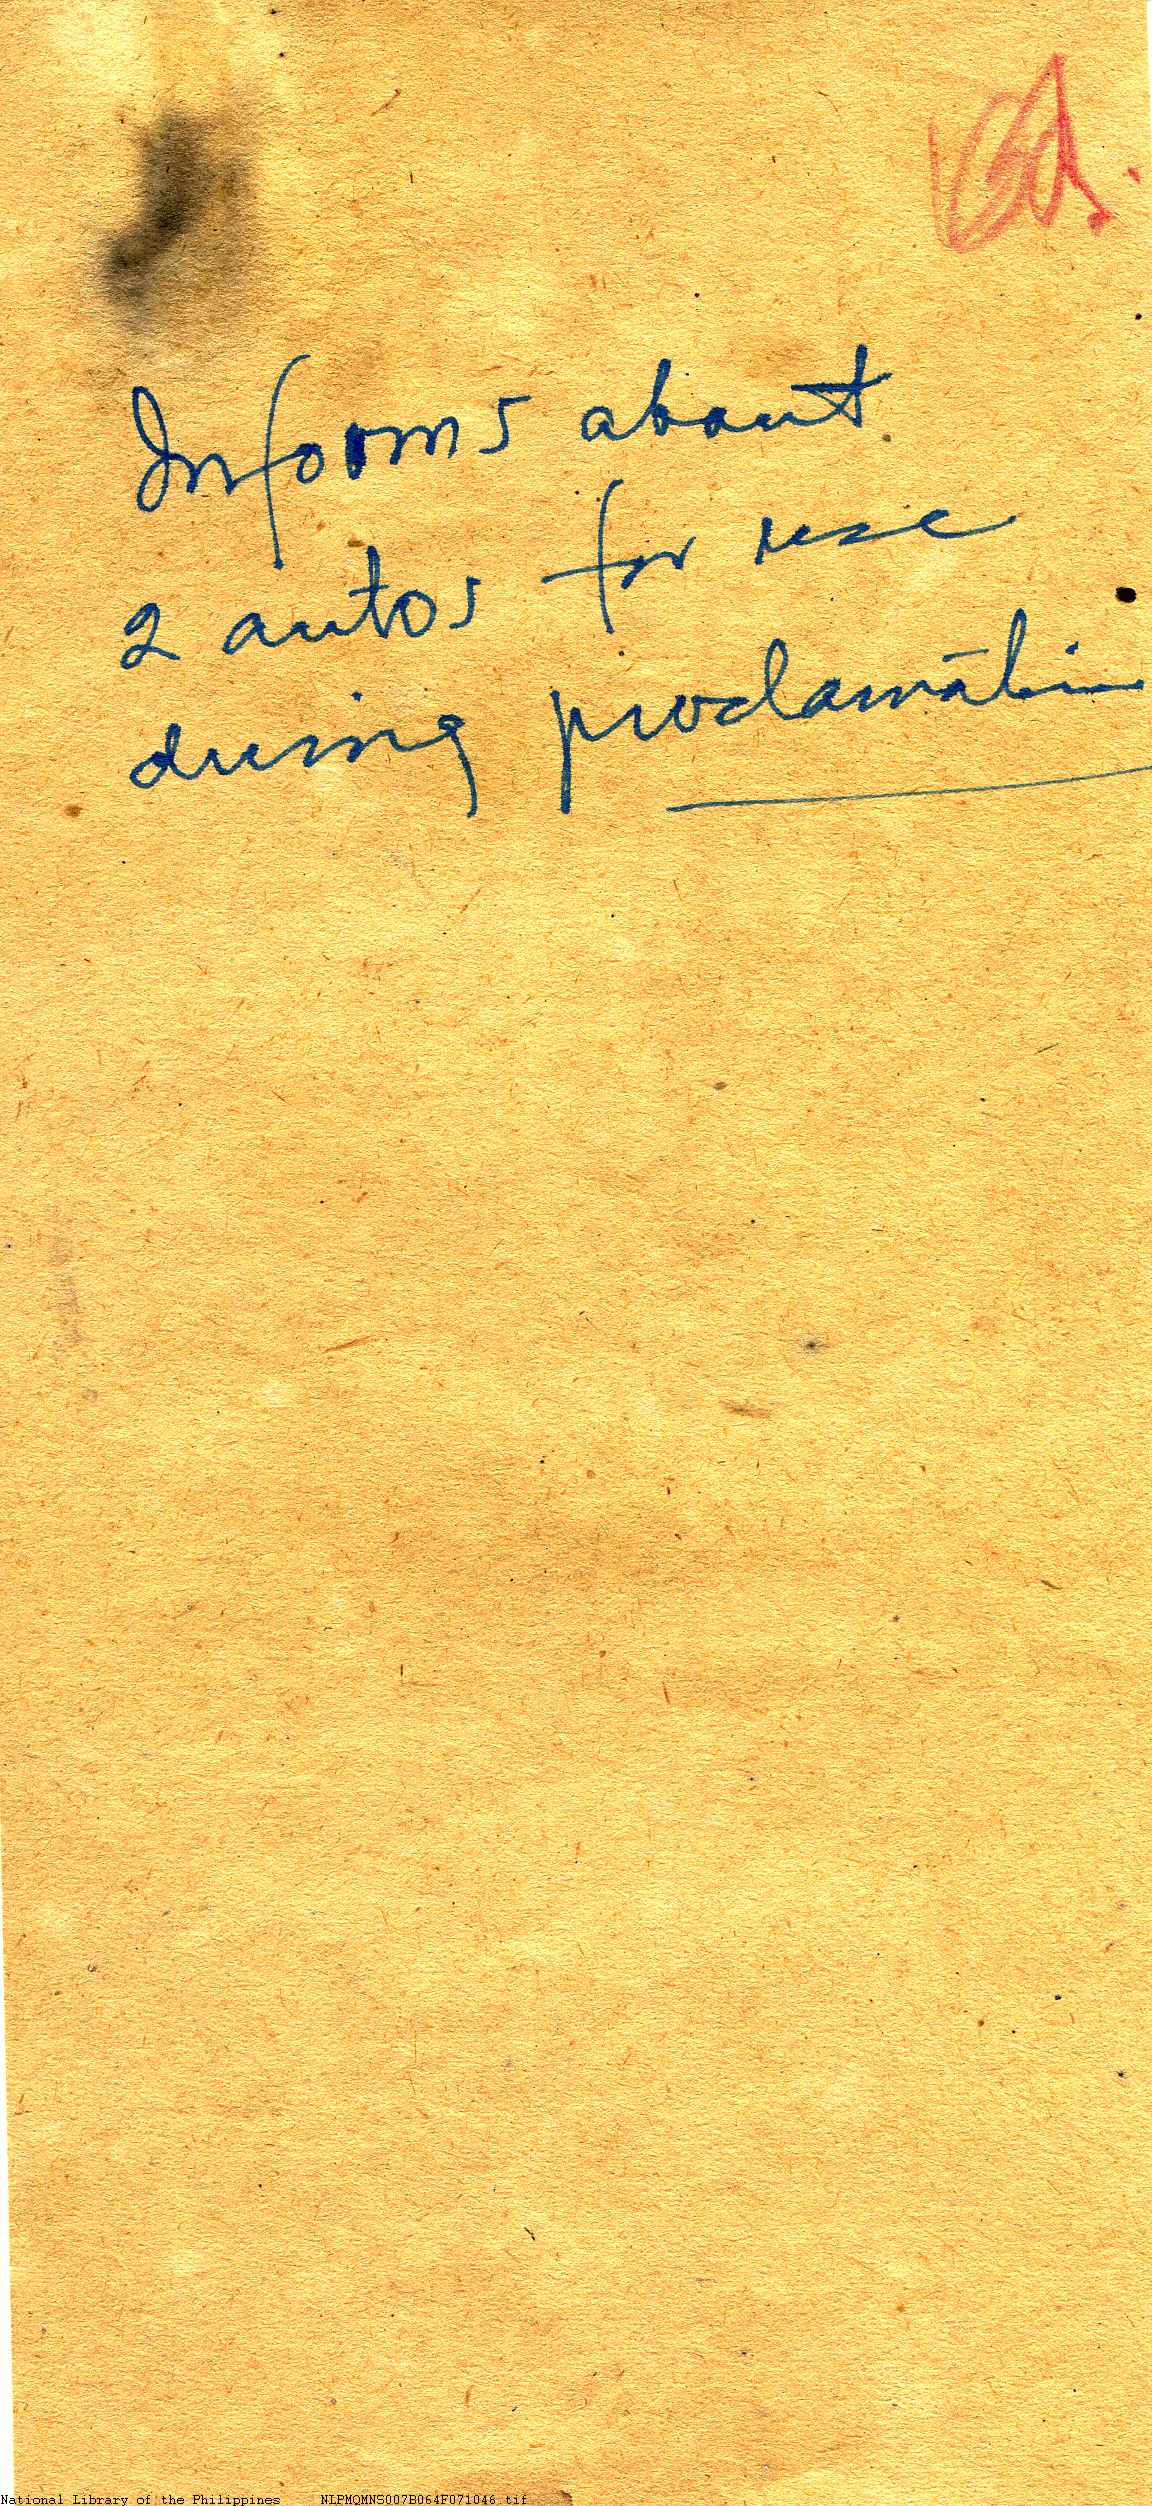 Informs about
2 autos for use
during proclamation
National Library of the Philippines NLPMQMNS007B064F071046.tif